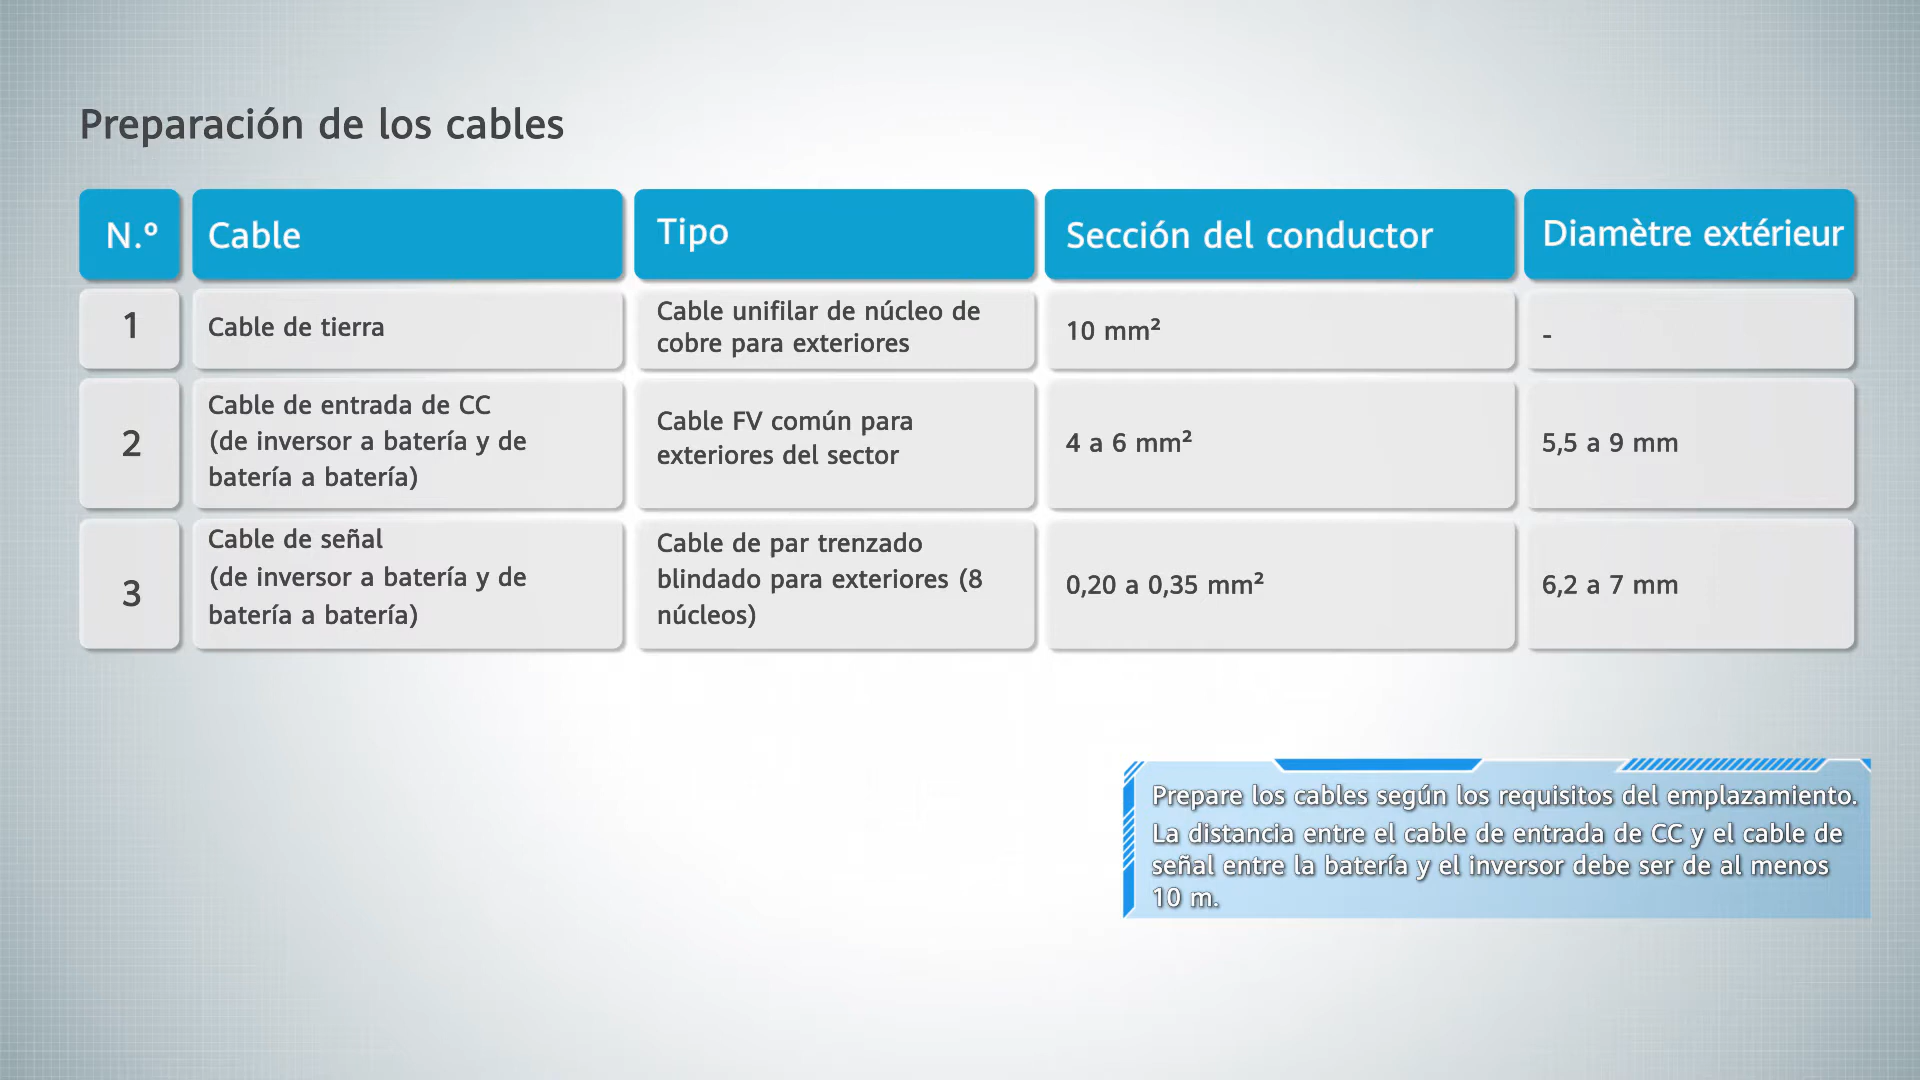 Preparación de los cables
N.º
Cable
Tipo
Sección del conductor
Diamètre extérieur
1
Cable de tierra
Cable unifilar de núcleo de
cobre para exteriores
10 mm²
-
2
Cable de entrada de CC
(de inversor a batería y de
batería a batería)
Cable FV común para
exteriores del sector
4 a 6 mm²
5,5 a 9 mm
3
Cable de señal
(de inversor a batería y de
batería a batería)
Cable de par trenzado
blindado para exteriores (8
núcleos)
0,20 a 0,35 mm²
6,2 a 7 mm
Prepare los cables según los requisitos del emplazamiento.
La distancia entre el cable de entrada de CC y el cable de
señal entre la batería y el inversor debe ser de al menos
10 m.